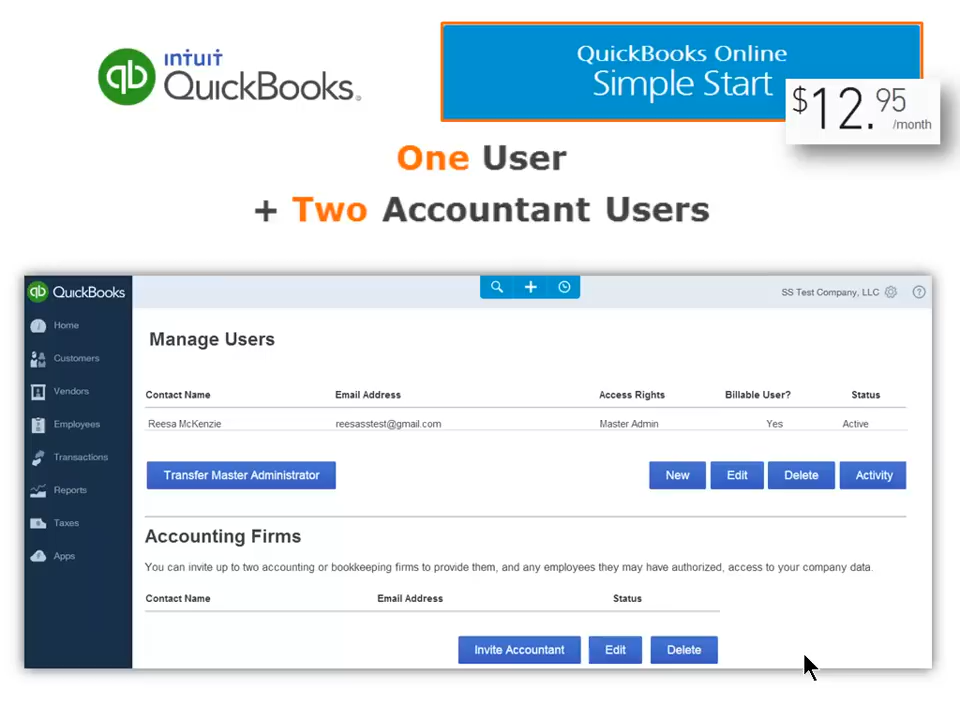 intuit
qb QuickBooks.
QuickBooks Online
Simple Start
$12.95
/month
One User
+ Two Accountant Users
qb QuickBooks
SS Test Company, LLC
Home
Customers
Vendors
Employees
Transactions
Reports
Taxes
Apps
Manage Users
Contact Name Email Address Access Rights Billable User? Status
Reesa McKenzie reesasstest@gmail.com Master Admin Yes Active
Transfer Master Administrator New Edit Delete Activity
Accounting Firms
You can invite up to two accounting or bookkeeping firms to provide them, and any employees they may have authorized, access to your company data.
Contact Name Email Address Status
Invite Accountant Edit Delete